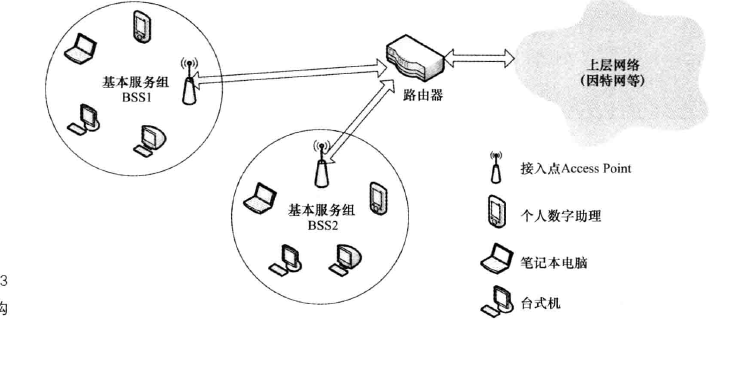 基本服务组
BSS1
路由器
上层网络
(因特网等)
基本服务组
BSS2
接入点Access Point
个人数字助理
笔记本电脑
台式机
3